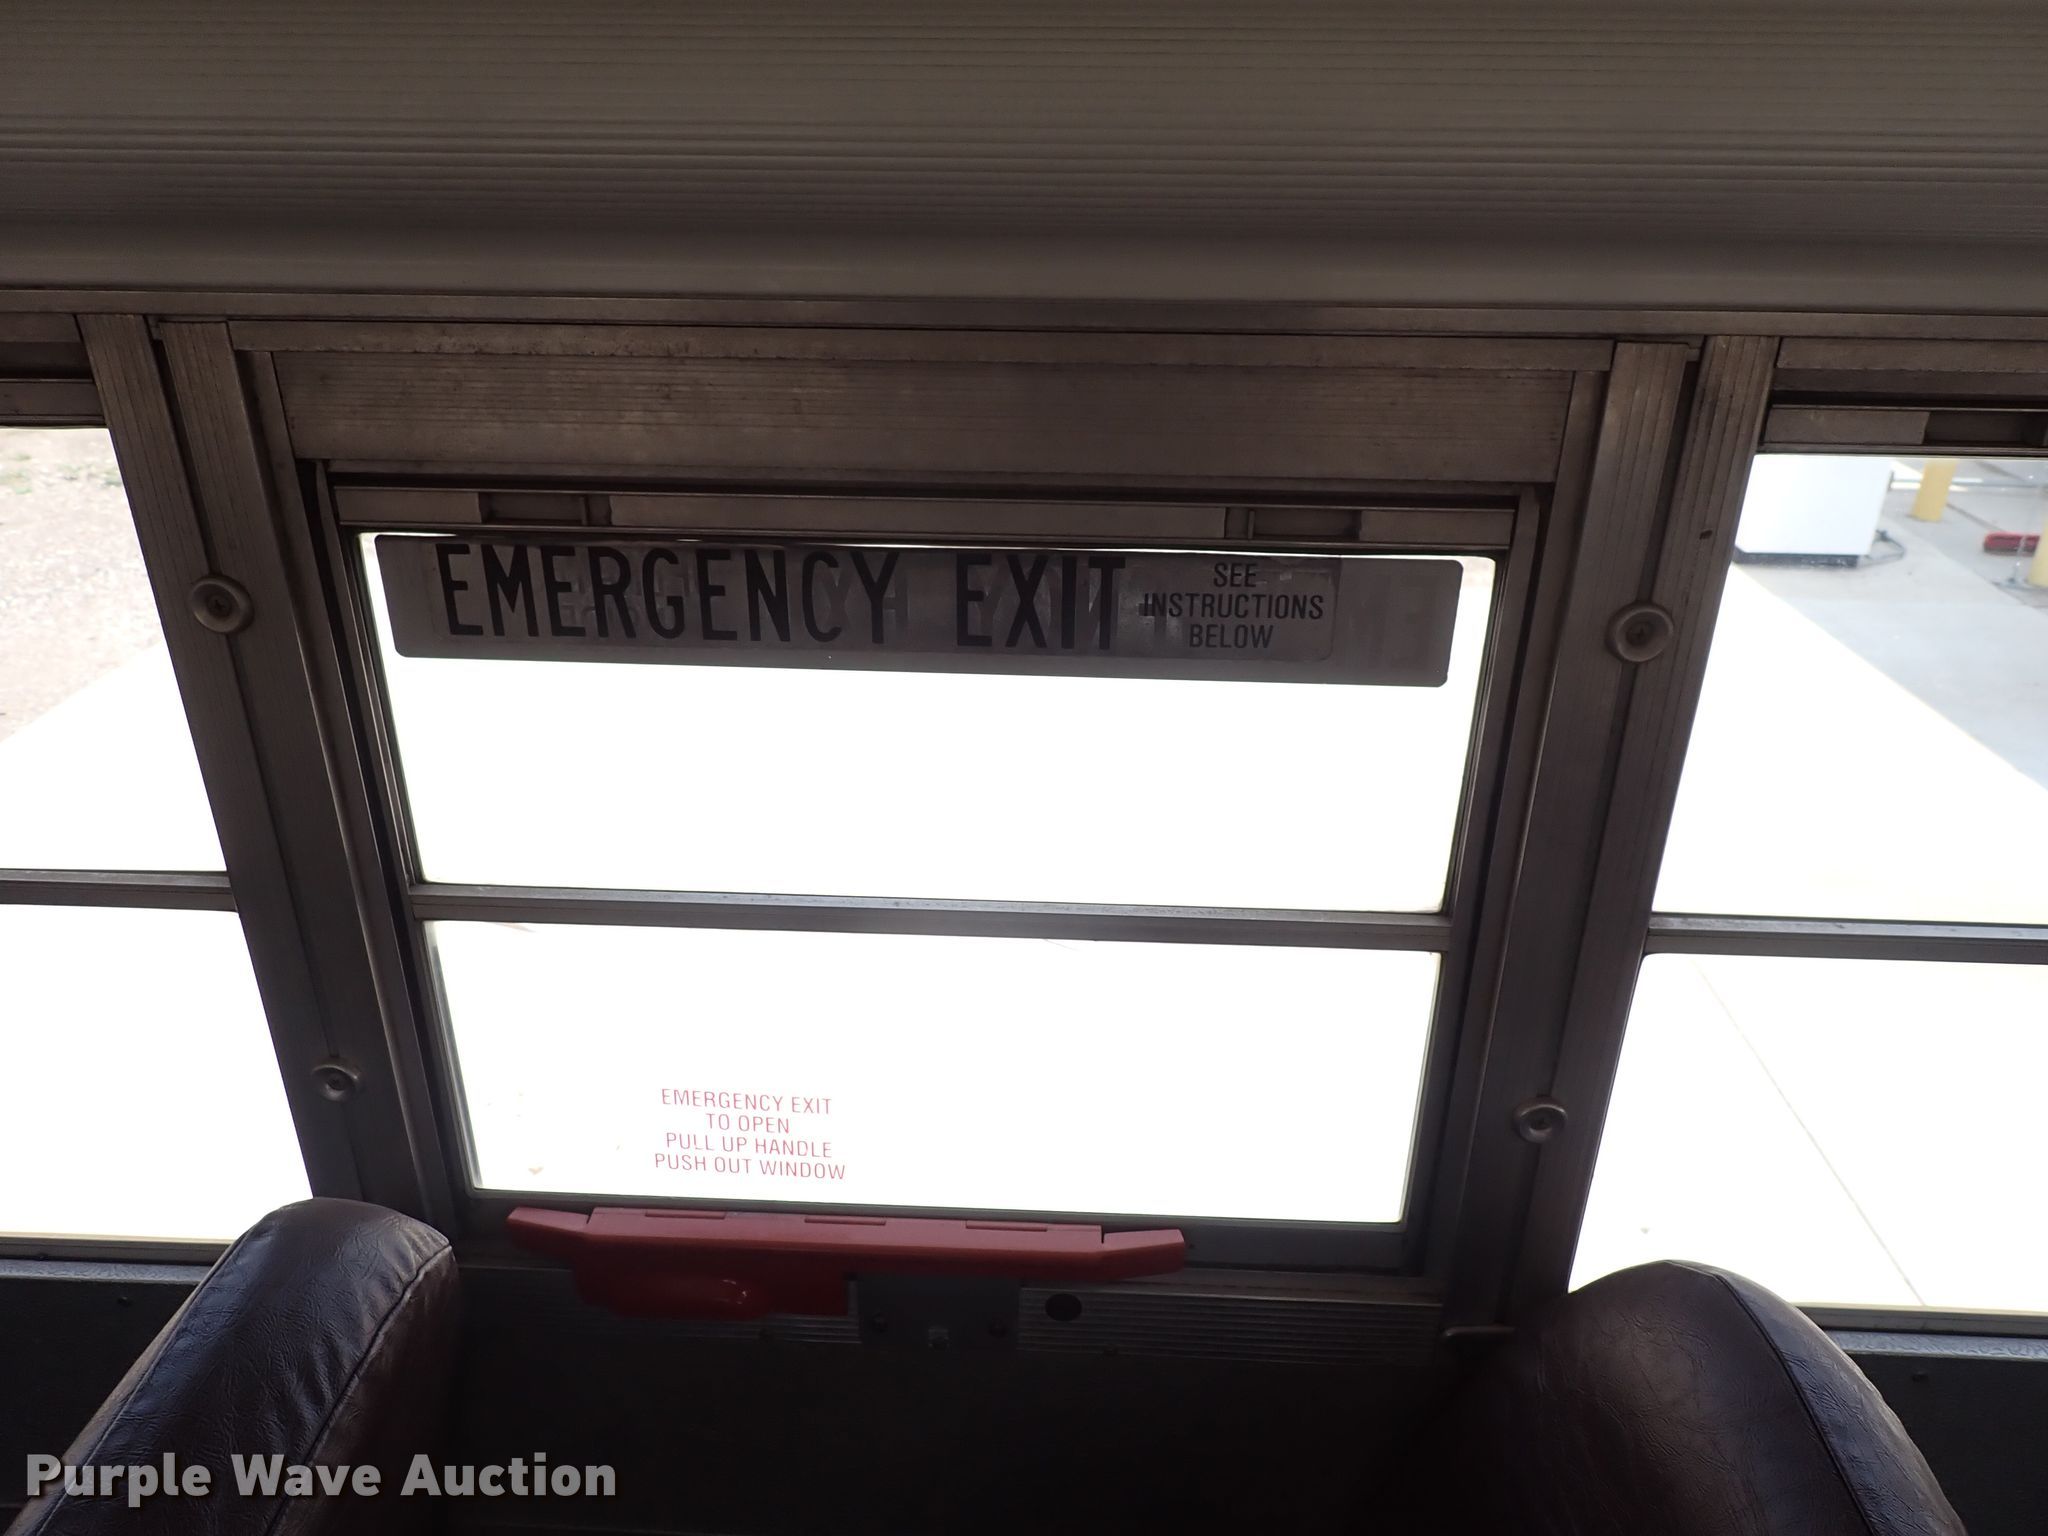 EMERGENCY EXIT
SEE
INSTRUCTIONS
BELOW
EMERGENCY EXIT
TO OPEN
PULL UP HANDLE
PUSH OUT WINDOW
Purple Wave Auction